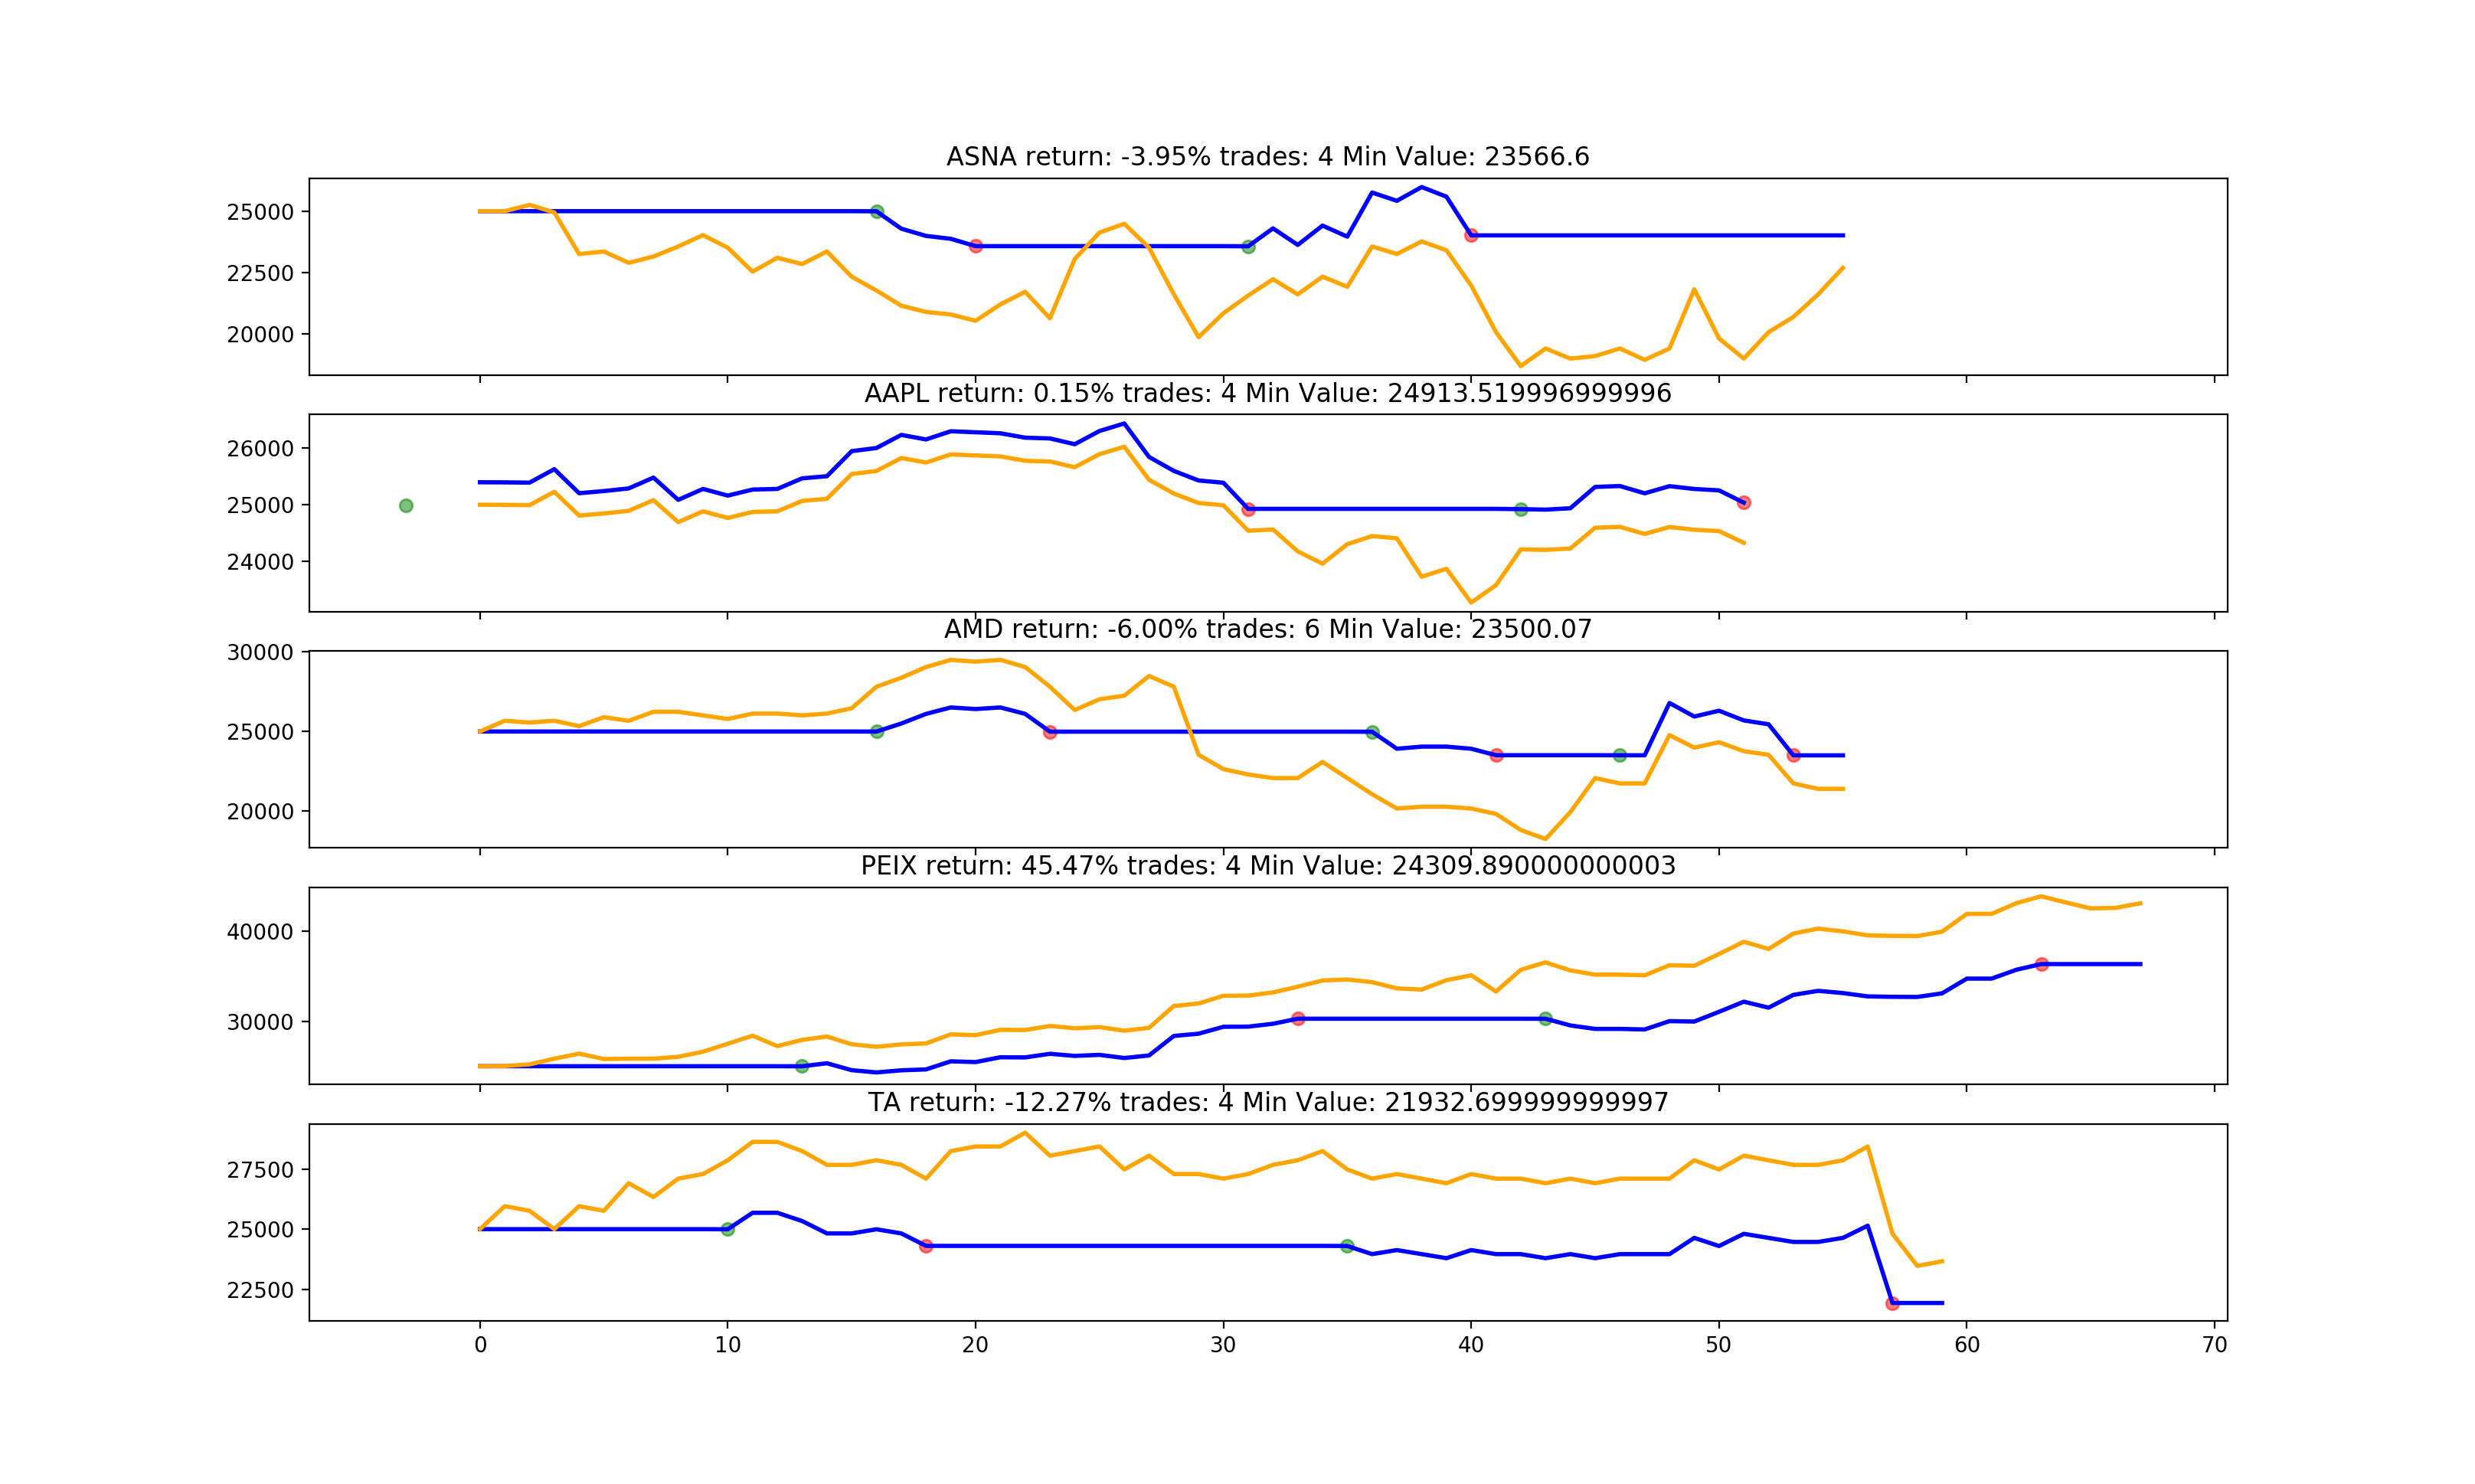 ASNA return: -3.95% trades: 4 Min Value: 23566.6
25000
22500
20000
AAPL return: 0.15% trades: 4 Min Value: 24913.519996999996
26000
25000
24000
AMD return: -6.00% trades: 6 Min Value: 23500.07
30000
25000
20000
PEIX return: 45.47% trades: 4 Min Value: 24309.890000000003
40000
30000
TA return: -12.27% trades: 4 Min Value: 21932.699999999997
27500
25000
22500
0 10 20 30 40 50 60 70